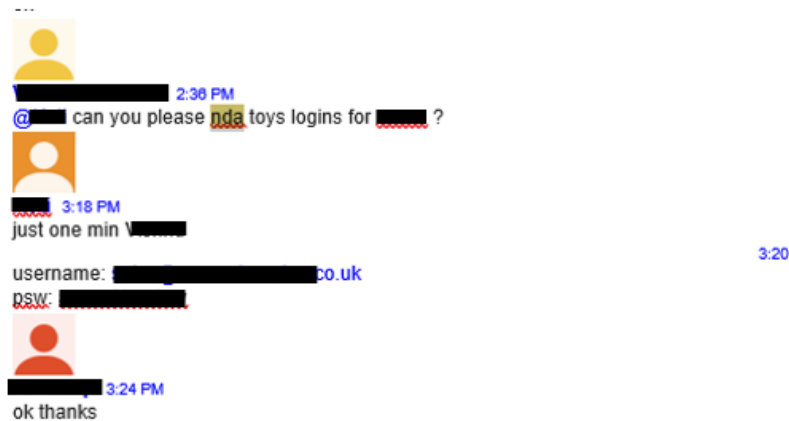 2:36 PM
@ can you please nda toys logins for ?
3:18 PM
just one min
3:20
username: co.uk
psw:
3:24 PM
ok thanks